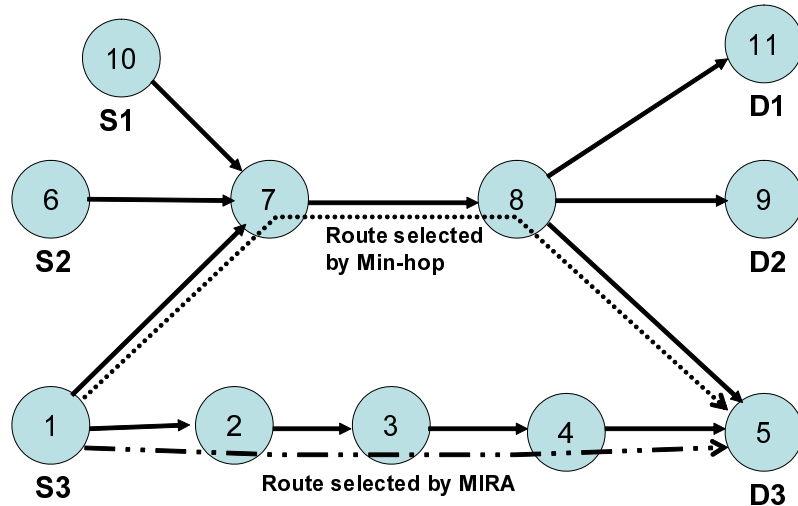 10
S1
11
D1
6
S2
7
8
9
D2
Route selected
by Min-hop
1
S3
2
3
4
5
D3
Route selected by MIRA